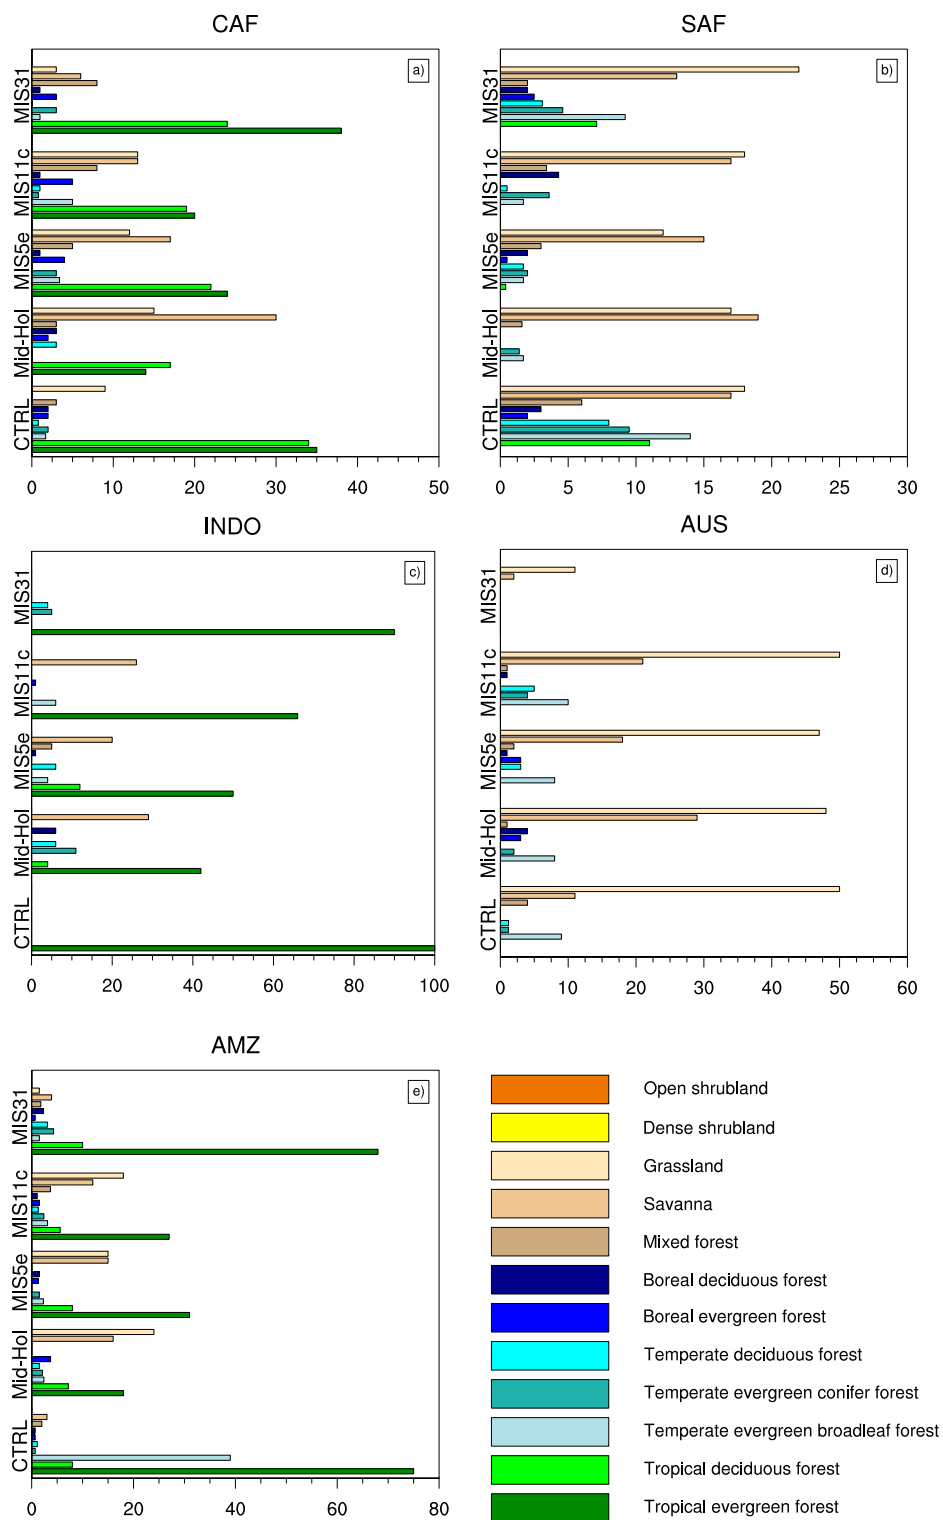 CAF
a)
MIS31
MIS11c
MIS5e
Mid-Hol
CTRL
0 10 20 30 40 50
SAF
b)
MIS31
MIS11c
MIS5e
Mid-Hol
CTRL
0 5 10 15 20 25 30
INDO
c)
MIS31
MIS11c
MIS5e
Mid-Hol
CTRL
0 20 40 60 80 100
AUS
d)
MIS31
MIS11c
MIS5e
Mid-Hol
CTRL
0 10 20 30 40 50 60
AMZ
e)
MIS31
MIS11c
MIS5e
Mid-Hol
CTRL
0 20 40 60 80
Open shrubland
Dense shrubland
Grassland
Savanna
Mixed forest
Boreal deciduous forest
Boreal evergreen forest
Temperate deciduous forest
Temperate evergreen conifer forest
Temperate evergreen broadleaf forest
Tropical deciduous forest
Tropical evergreen forest